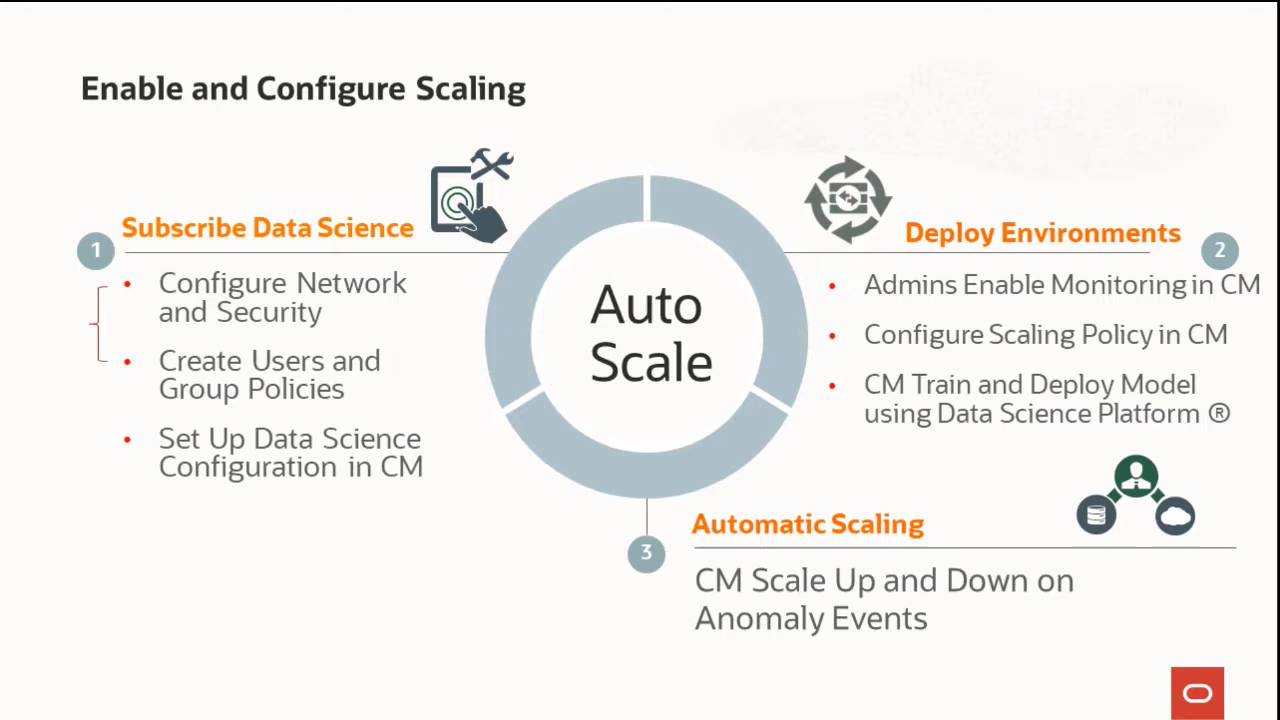 Enable and Configure Scaling
1
Subscribe Data Science
• Configure Network
and Security
• Create Users and
Group Policies
• Set Up Data Science
Configuration in CM
Auto
Scale
Deploy Environments
2
• Admins Enable Monitoring in CM
• Configure Scaling Policy in CM
• CM Train and Deploy Model
using Data Science Platform ®
3
Automatic Scaling
CM Scale Up and Down on
Anomaly Events